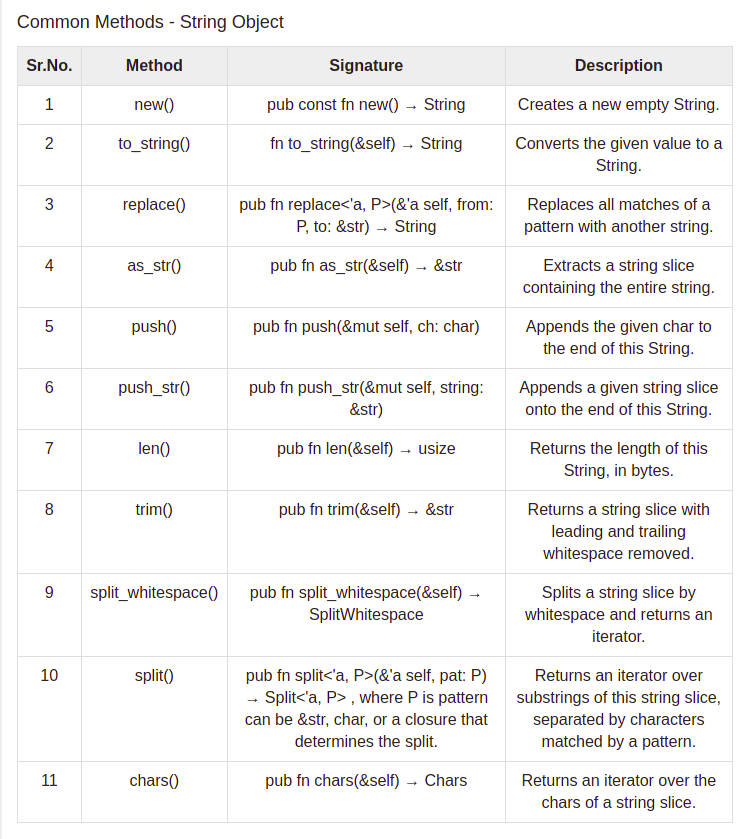 Common Methods - String Object
Sr.No. Method Signature Description
1 new() pub const fn new() → String Creates a new empty String.
2 to_string() fn to_string(&self) → String Converts the given value to a
String.
3 replace() pub fn replace<'a, P>(&'a self, from: Replaces all matches of a
P, to: &str) → String pattern with another string.
4 as_str() pub fn as_str(&self) → &str Extracts a string slice
containing the entire string.
5 push() pub fn push(&mut self, ch: char) Appends the given char to
the end of this String.
6 push_str() pub fn push_str(&mut self, string: Appends a given string slice
&str) onto the end of this String.
7 len() pub fn len(&self) → usize Returns the length of this
String, in bytes.
8 trim() pub fn trim(&self) → &str Returns a string slice with
leading and trailing
whitespace removed.
9 split_whitespace() pub fn split_whitespace(&self) → Splits a string slice by
SplitWhitespace whitespace and returns an
iterator.
10 split() pub fn split<'a, P>(&'a self, pat: P) Returns an iterator over
→ Split<'a, P> , where P is pattern substrings of this string slice,
can be &str, char, or a closure that separated by characters
determines the split. matched by a pattern.
11 chars() pub fn chars(&self) → Chars Returns an iterator over the
chars of a string slice.